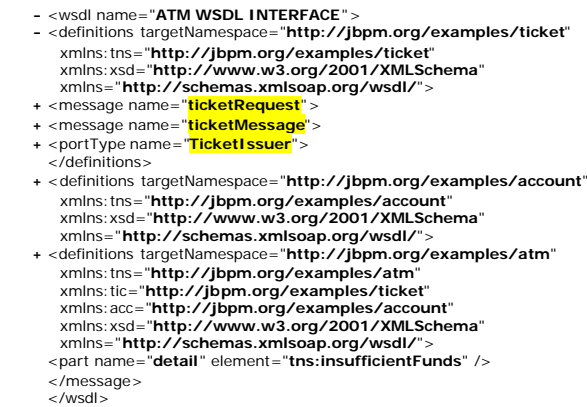 - <wsdl name="ATM WSDL INTERFACE">
- <definitions targetNamespace="http://jbpm.org/examples/ticket"
xmlns:tns="http://jbpm.org/examples/ticket"
xmlns:xsd="http://www.w3.org/2001/XMLSchema"
xmlns="http://schemas.xmlsoap.org/wsdl/">
+ <message name="ticketRequest">
+ <message name="ticketMessage">
+ <portType name="TicketIssuer">
</definitions>
+ <definitions targetNamespace="http://jbpm.org/examples/account"
xmlns:tns="http://jbpm.org/examples/account"
xmlns:xsd="http://www.w3.org/2001/XMLSchema"
xmlns="http://schemas.xmlsoap.org/wsdl/">
+ <definitions targetNamespace="http://jbpm.org/examples/atm"
xmlns:tns="http://jbpm.org/examples/atm"
xmlns:tic="http://jbpm.org/examples/ticket"
xmlns:acc="http://jbpm.org/examples/account"
xmlns:xsd="http://www.w3.org/2001/XMLSchema"
xmlns="http://schemas.xmlsoap.org/wsdl/">
<part name="detail" element="tns:insufficientFunds" />
</message>
</wsdl>